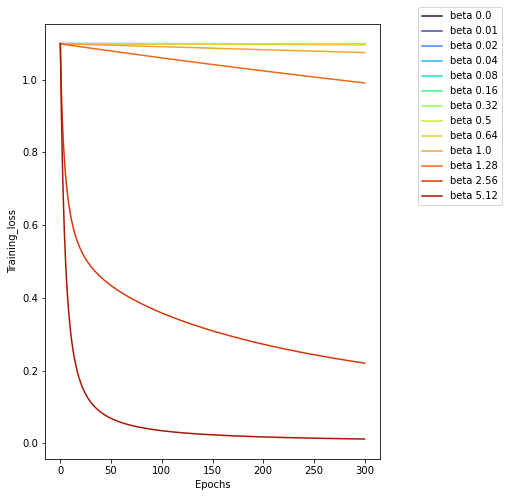 beta 0.0
beta 0.01
beta 0.02
beta 0.04
beta 0.08
beta 0.16
beta 0.32
beta 0.5
beta 0.64
beta 1.0
beta 1.28
beta 2.56
beta 5.12
Training_loss
1.0
0.8
0.6
0.4
0.2
0.0
0 50 100 150 200 250 300
Epochs